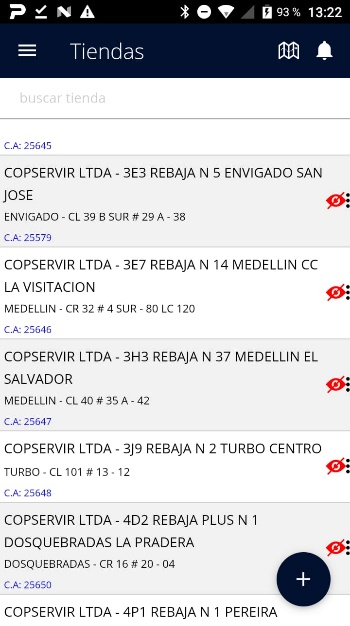 93 % 13:22
Tiendas
buscar tienda
C.A: 25645
COPSERVIR LTDA - 3E3 REBAJA N 5 ENVIGADO SAN
JOSE
ENVIGADO - CL 39 B SUR # 29 A - 38
C.A: 25579
COPSERVIR LTDA - 3E7 REBAJA N 14 MEDELLIN CC
LA VISITACION
MEDELLIN - CR 32 # 4 SUR - 80 LC 120
C.A: 25646
COPSERVIR LTDA - 3H3 REBAJA N 37 MEDELLIN EL
SALVADOR
MEDELLIN - CL 40 # 35 A - 42
C.A: 25647
COPSERVIR LTDA - 3J9 REBAJA N 2 TURBO CENTRO
TURBO - CL 101 # 13 - 12
C.A: 25648
COPSERVIR LTDA - 4D2 REBAJA PLUS N 1
DOSQUEBRADAS LA PRADERA
DOSQUEBRADAS - CR 16 # 20 - 04
C.A: 25650
COPSERVIR LTDA - 4P1 REBAJA N 1 PEREIRA